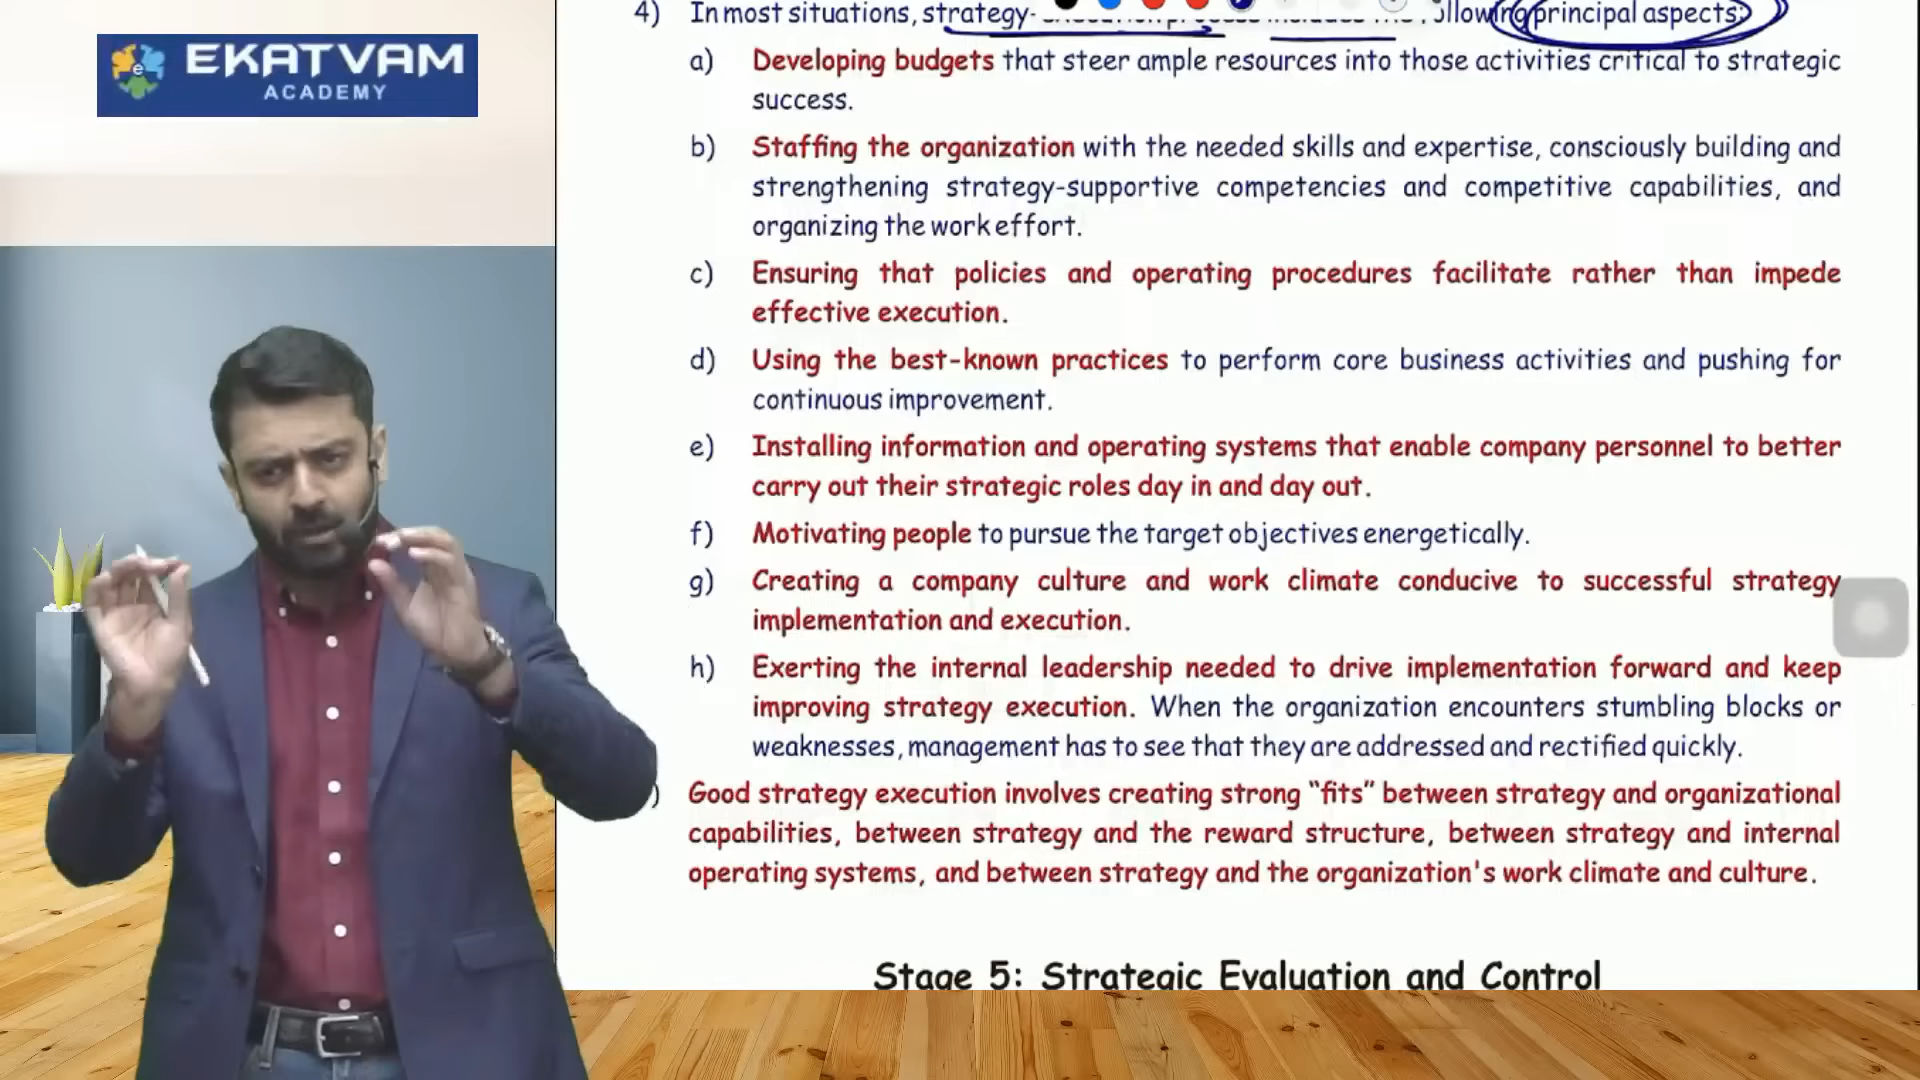 EKATVAM
ACADEMY
4) In most situations, strategy-execution process includes the following principal aspects:
a) Developing budgets that steer ample resources into those activities critical to strategic
success.
b) Staffing the organization with the needed skills and expertise, consciously building and
strengthening strategy-supportive competencies and competitive capabilities, and
organizing the work effort.
c) Ensuring that policies and operating procedures facilitate rather than impede
effective execution.
d) Using the best-known practices to perform core business activities and pushing for
continuous improvement.
e) Installing information and operating systems that enable company personnel to better
carry out their strategic roles day in and day out.
f) Motivating people to pursue the target objectives energetically.
g) Creating a company culture and work climate conducive to successful strategy
implementation and execution.
h) Exerting the internal leadership needed to drive implementation forward and keep
improving strategy execution. When the organization encounters stumbling blocks or
weaknesses, management has to see that they are addressed and rectified quickly.
) Good strategy execution involves creating strong “fits” between strategy and organizational
capabilities, between strategy and the reward structure, between strategy and internal
operating systems, and between strategy and the organization's work climate and culture.
Stage 5: Strategic Evaluation and Control